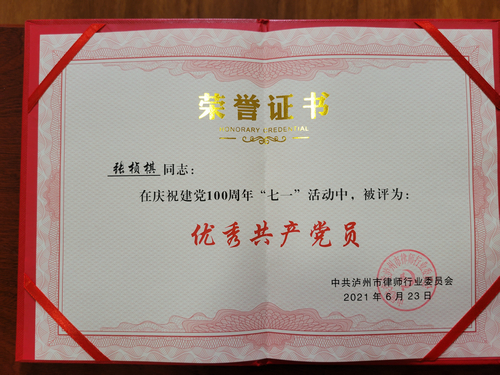 荣誉证书
HONORARY CREDENTIAL
张桢棋 同志：
在庆祝建党100周年“七一”活动中，被评为：
优秀共产党员
中共泸州市律师行业委员会
2021年6月23日